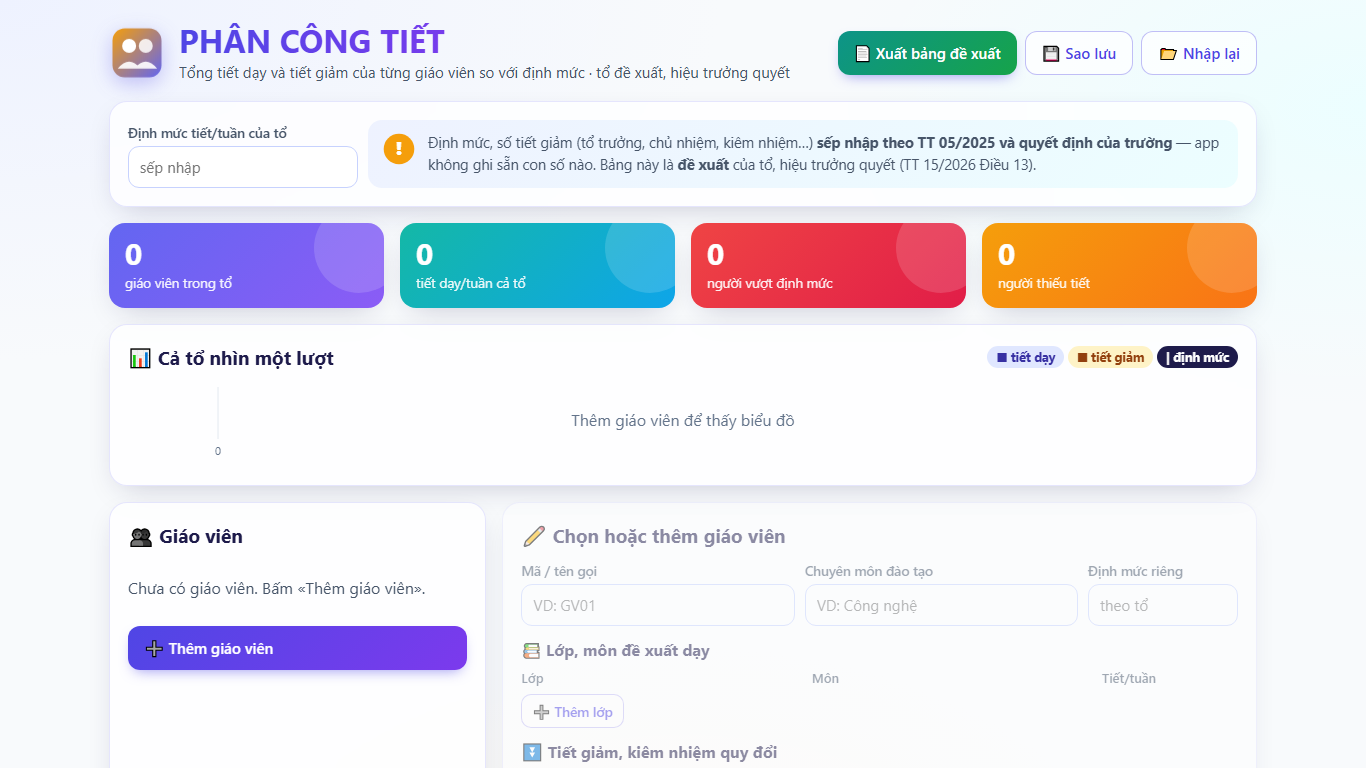 PHÂN CÔNG TIẾT
Tổng tiết dạy và tiết giảm của từng giáo viên so với định mức · tổ đề xuất, hiệu trưởng quyết
Xuất bảng đề xuất
Sao lưu
Nhập lại
Định mức tiết/tuần của tổ
sếp nhập
Định mức, số tiết giảm (tổ trưởng, chủ nhiệm, kiêm nhiệm...) sếp nhập theo TT 05/2025 và quyết định của trường — app
không ghi sẵn con số nào. Bảng này là đề xuất của tổ, hiệu trưởng quyết (TT 15/2026 Điều 13).
0
giáo viên trong tổ
0
tiết dạy/tuần cả tổ
0
người vượt định mức
0
người thiếu tiết
Cả tổ nhìn một lượt
■ tiết dạy
■ tiết giảm
| định mức
Thêm giáo viên để thấy biểu đồ
0
Giáo viên
Chưa có giáo viên. Bấm «Thêm giáo viên».
➕ Thêm giáo viên
Chọn hoặc thêm giáo viên
Mã / tên gọi
Chuyên môn đào tạo
Định mức riêng
VD: GV01
VD: Công nghệ
theo tổ
Lớp, môn đề xuất dạy
Lớp
Môn
Tiết/tuần
➕ Thêm lớp
Tiết giảm, kiêm nhiệm quy đổi